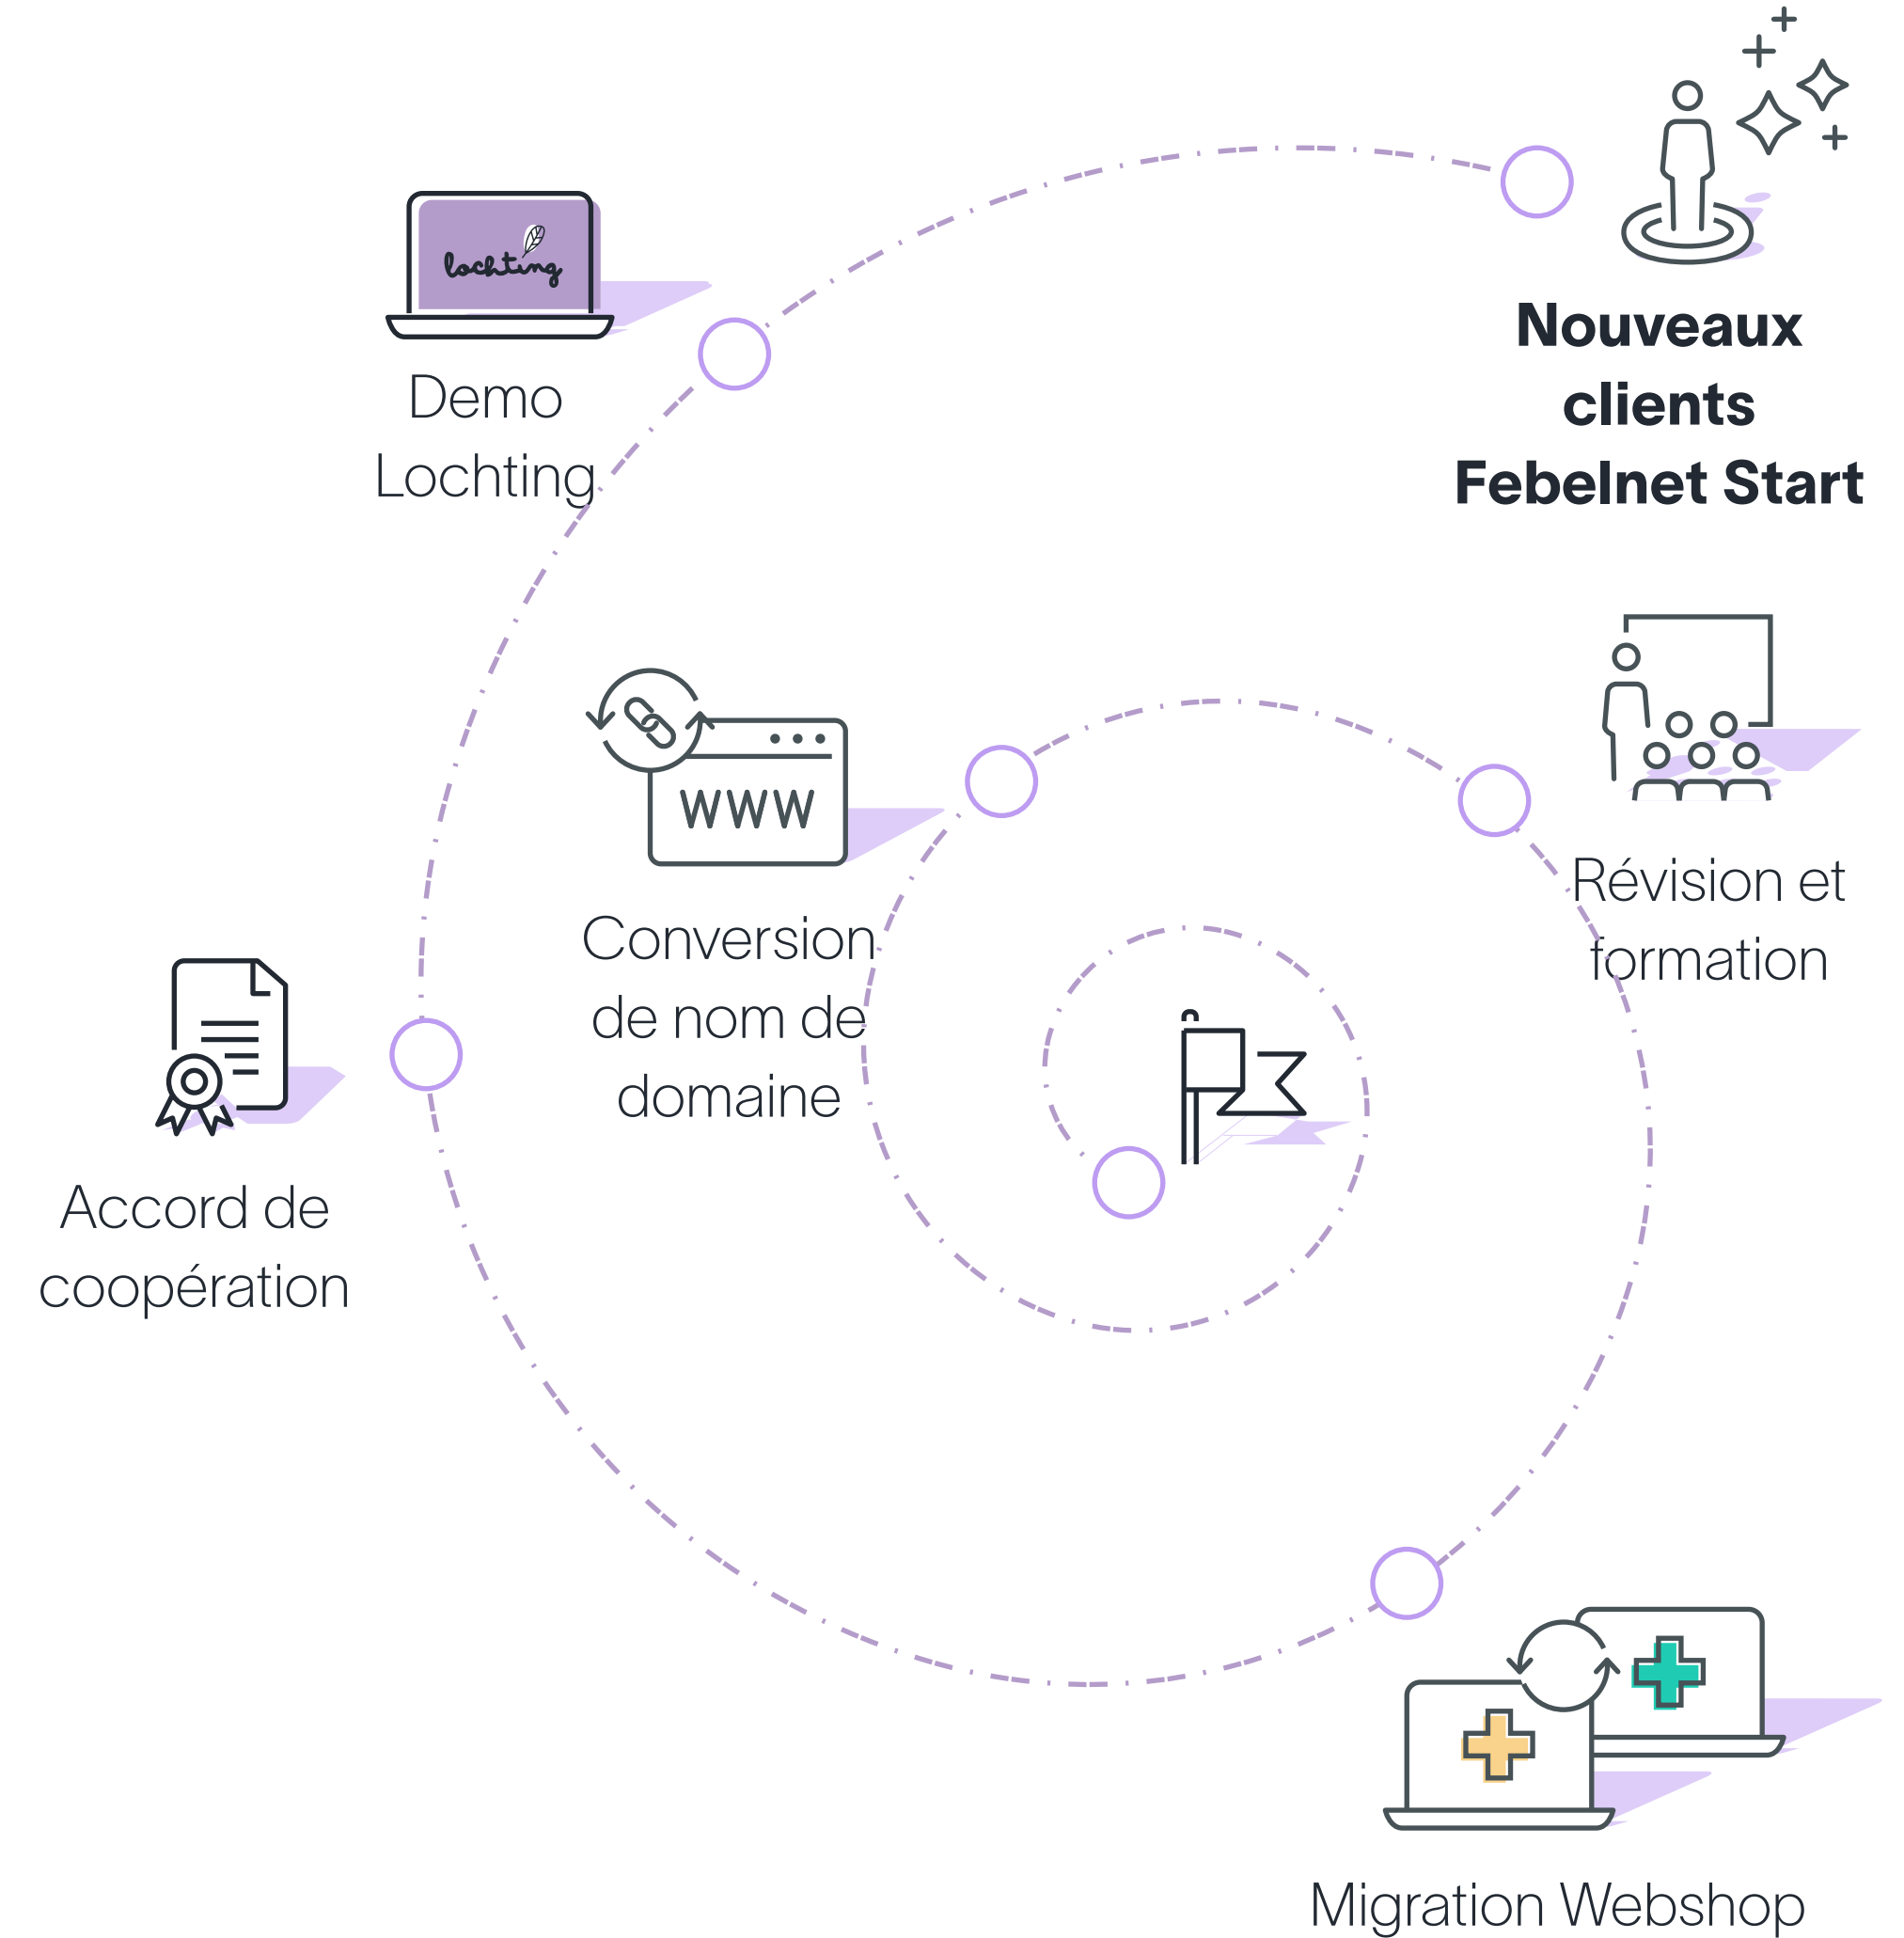 Nouveaux
clients
Febelnet Start
lochting
Demo
Lochting
Accord de
coopération
Migration Webshop
Révision et
formation
WWW
Conversion
de nom de
domaine